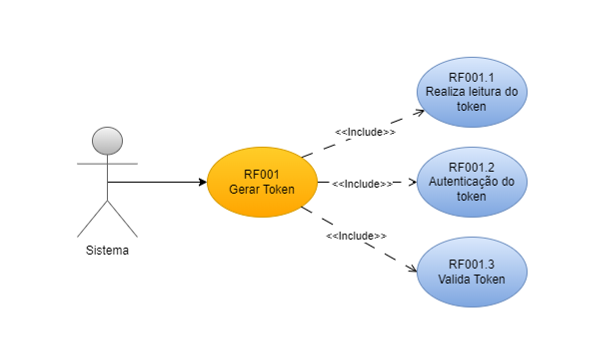 RF001.1
Realiza leitura do
token
<<Include>>
RF001
Gerar Token
<<Include>>
RF001.2
Autenticação do
token
<<Include>>
Sistema
RF001.3
Valida Token